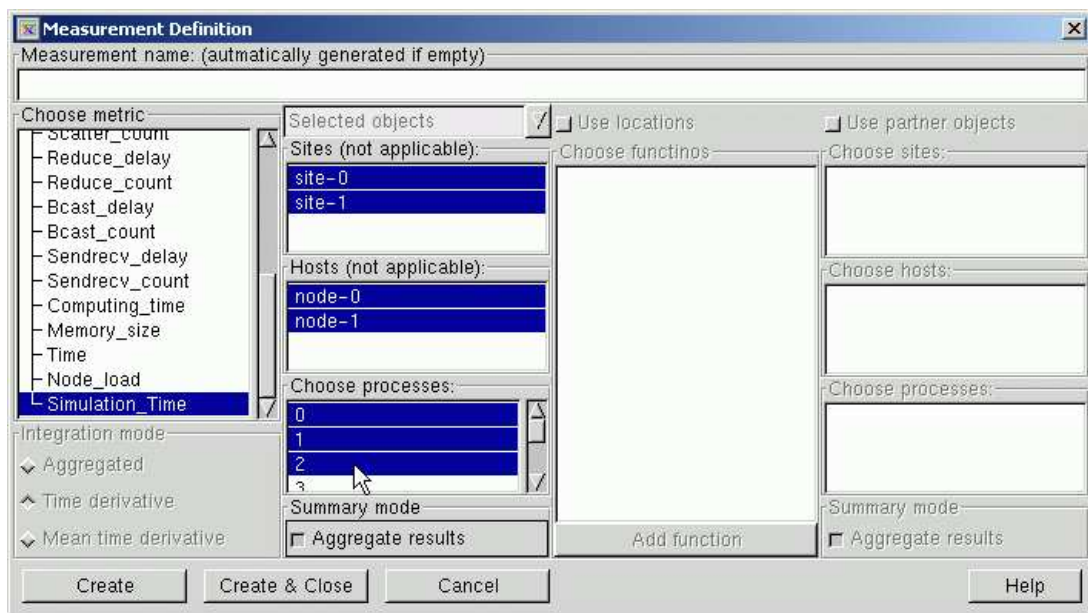 Measurement Definition
Measurement name: (autmatically generated if empty)
Choose metric
Scatter_count
Reduce_delay
Reduce_count
Bcast_delay
Bcast_count
Sendrecv_delay
Sendrecv_count
Computing_time
Memory_size
Time
Node_load
Simulation_Time
Integration mode
Aggregated
Time derivative
Mean time derivative
Selected objects
Sites (not applicable):
site-0
site-1
Hosts (not applicable):
node-0
node-1
Choose processes:
0
1
2
3
Summary mode
Aggregate results
Use locations
Choose functinos
Add function
Use partner objects
Choose sites:
Choose hosts:
Choose processes:
Summary mode
Aggregate results
Create
Create & Close
Cancel
Help